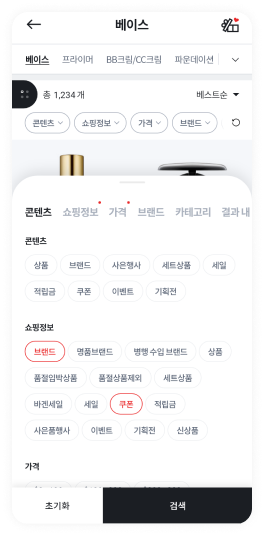 베이스
베이스 프라이머 BB크림/CC크림 파운데이션
총 1,234개 베스트순
콘텐츠 쇼핑정보 가격 브랜드
콘텐츠 쇼핑정보 가격 브랜드 카테고리 결과 내
콘텐츠
상품 브랜드 사은행사 세트상품 세일
적립금 쿠폰 이벤트 기획전
쇼핑정보
브랜드 명품브랜드 병행 수입 브랜드 상품
품절임박상품 품절상품제외 세트상품
바겐세일 세일 쿠폰 적립금
사은품행사 이벤트 기획전 신상품
가격
초기화 검색